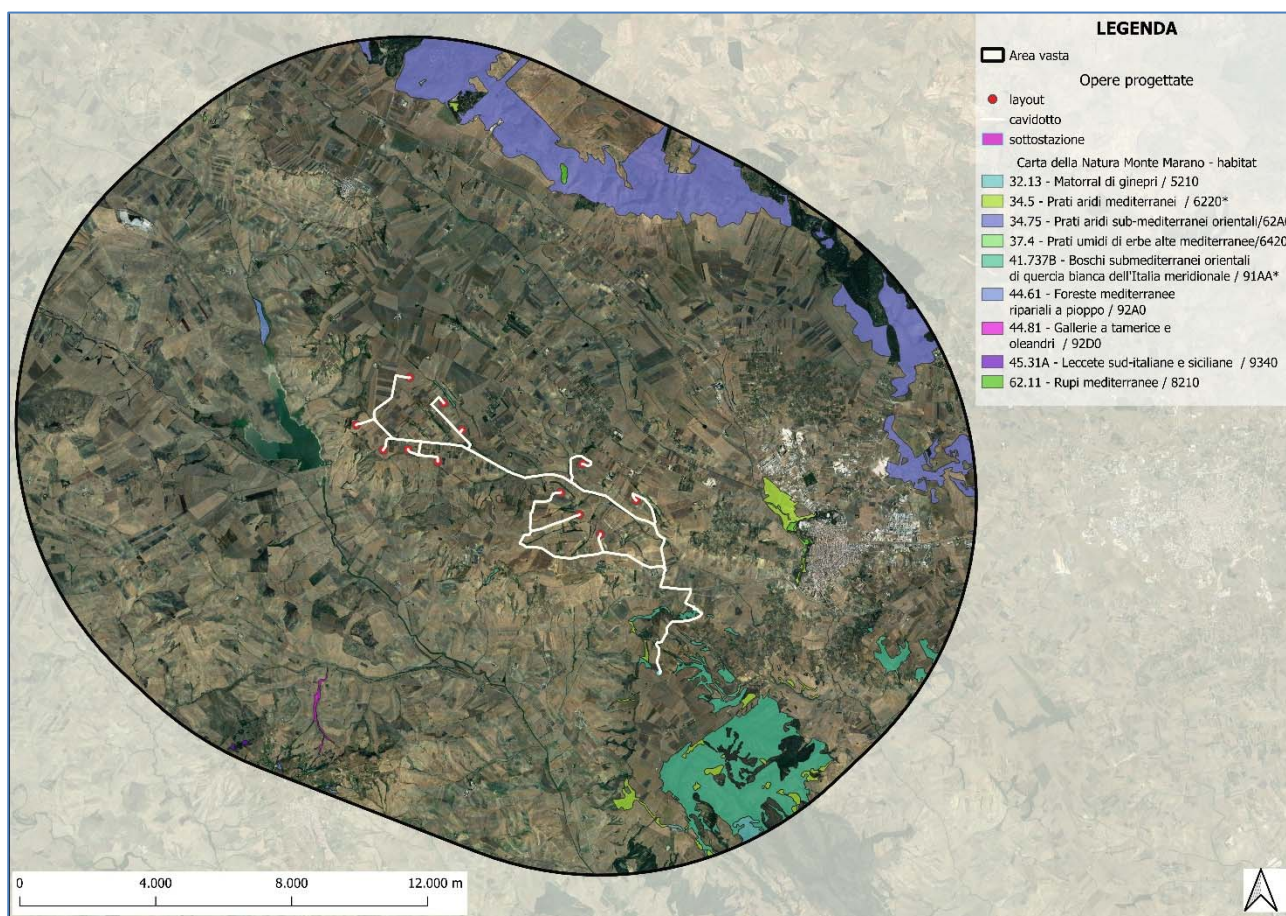 LEGENDA
Area vasta
Opere progettate
layout
cavidotto
sottostazione
Carta della Natura Monte Marano - habitat
32.13 - Matorral di ginepri / 5210
34.5 - Prati aridi mediterranei / 6220*
34.75 - Prati aridi sub-mediterranei orientali/62A
37.4 - Prati umidi di erbe alte mediterranee/6420
41.737B - Boschi submediterranei orientali
di quercia bianca dell'Italia meridionale / 91AA*
44.61 - Foreste mediterranee
ripariali a pioppo / 92A0
44.81 - Gallerie a tamerice e
oleandri / 92D0
45.31A - Leccete sud-italiane e siciliane / 9340
62.11 - Rupi mediterranee / 8210
0 4.000 8.000 12.000 m